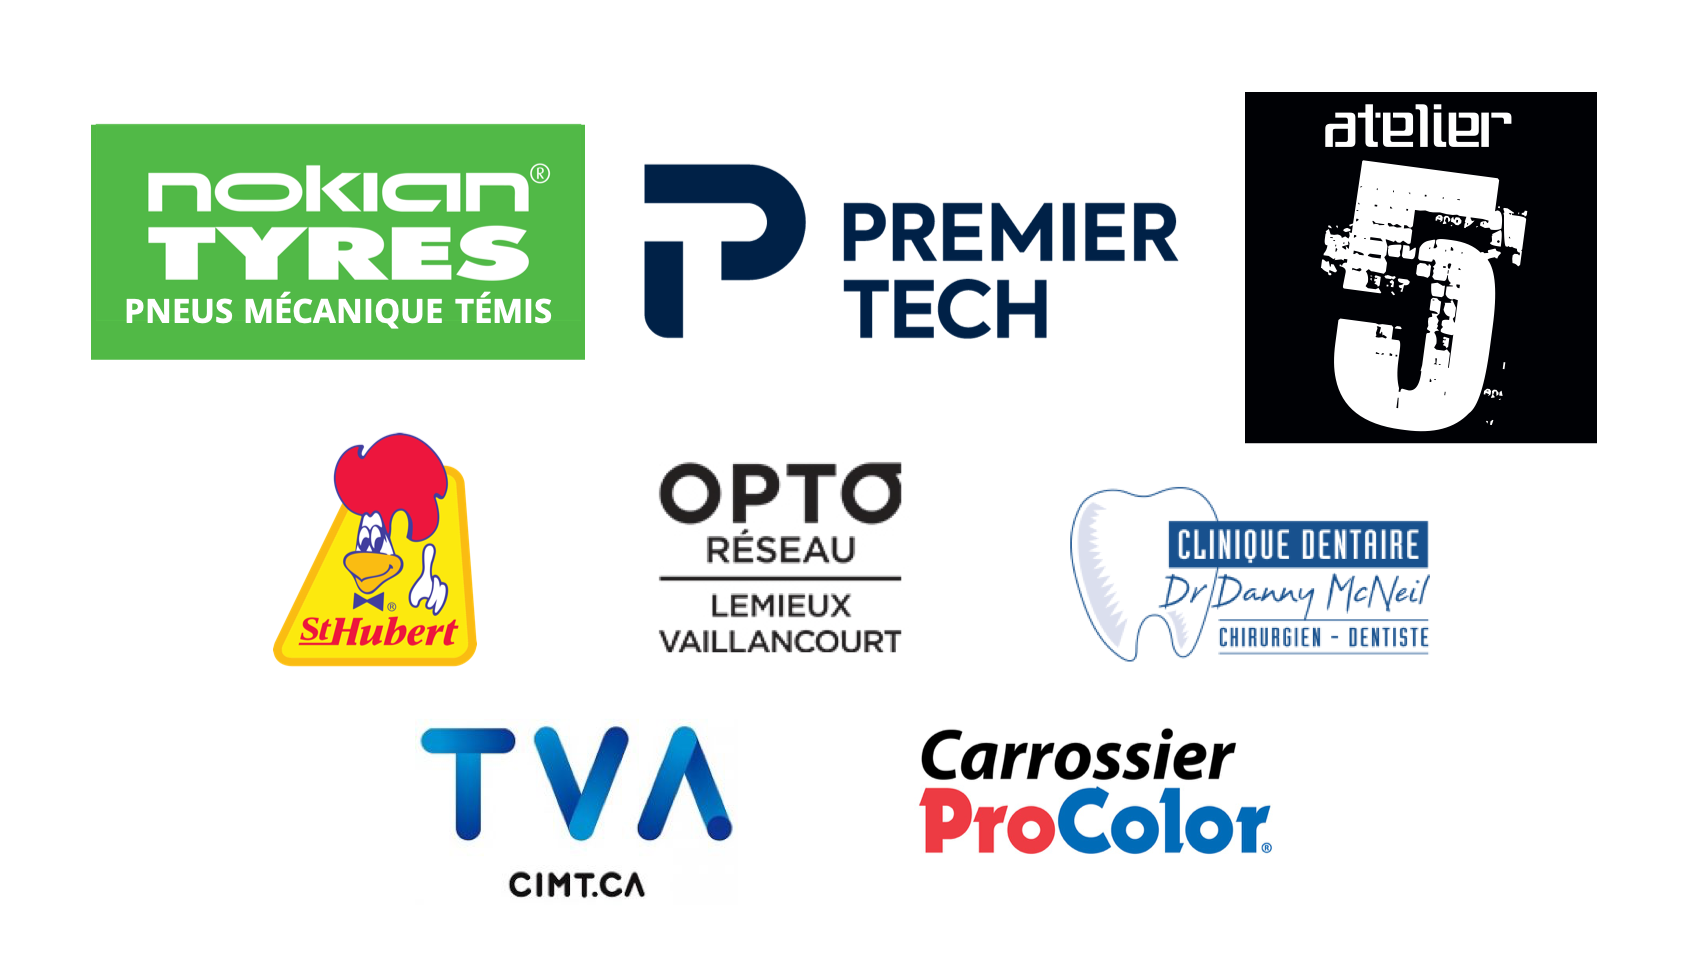 nokian®
TYRES
PNEUS MÉCANIQUE TÉMIS
PREMIER
TECH
atelier
5
StHubert
®
OPTO
RÉSEAU
LEMIEUX
VAILLANCOURT
CLINIQUE DENTAIRE
Dr Danny McNeil
CHIRURGIEN - DENTISTE
TVA
CIMT.CA
Carrossier
ProColor®